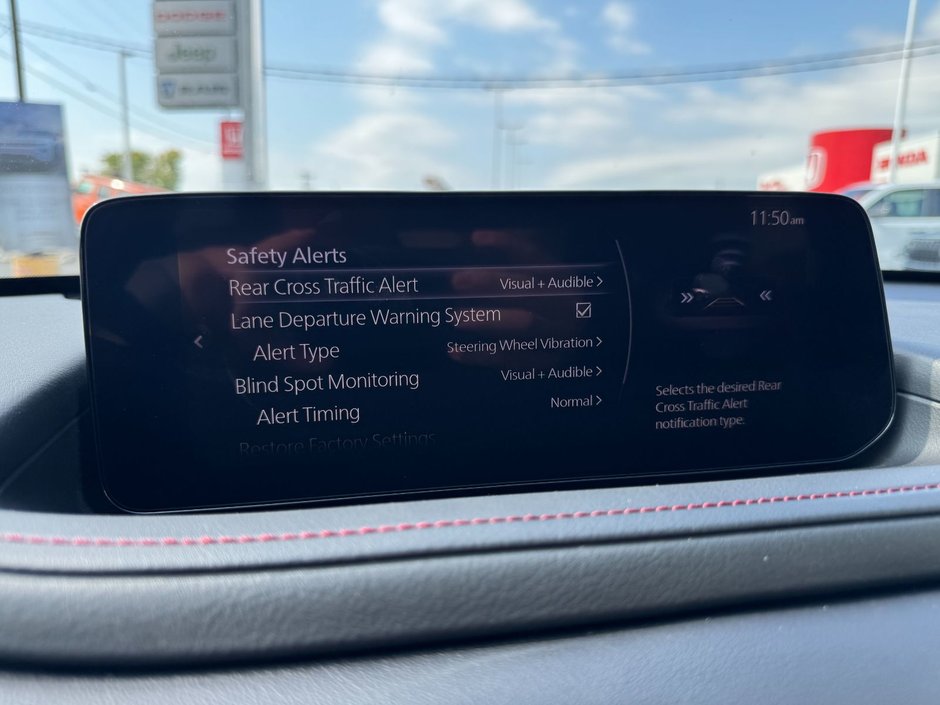 DODGE
Jeep
RAM
HONDA
11:50am
Safety Alerts
Rear Cross Traffic Alert Visual + Audible >
Lane Departure Warning System
Alert Type Steering Wheel Vibration >
Blind Spot Monitoring Visual + Audible >
Alert Timing Normal >
Restore Factory Settings
Selects the desired Rear
Cross Traffic Alert
notification type.